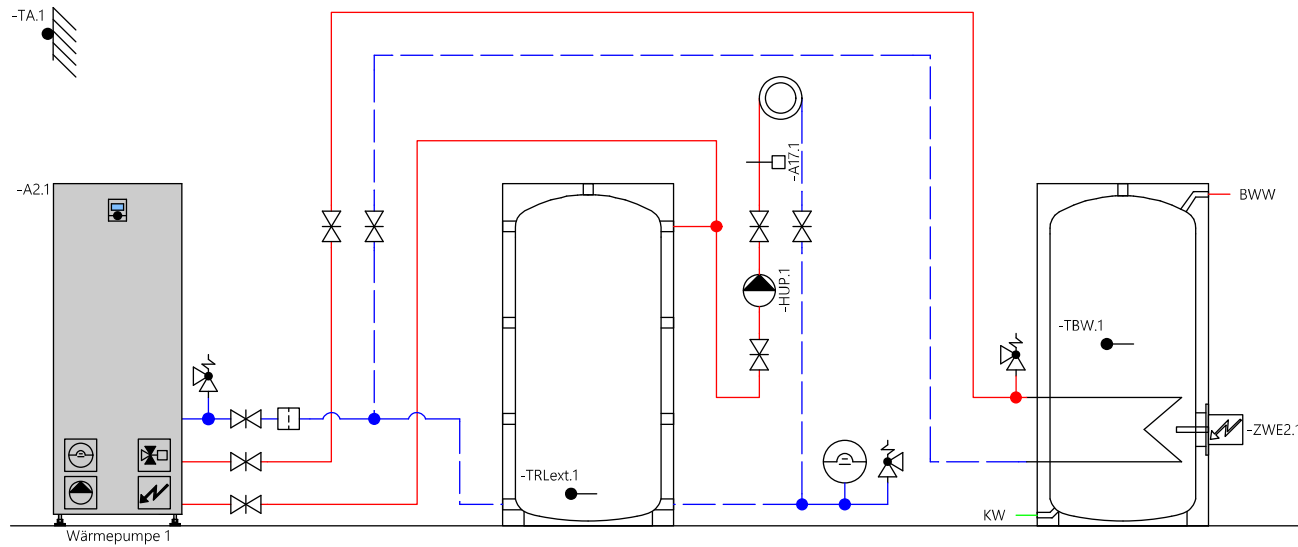 -TA.1
-A17.1
-A2.1
BWW
-HUP.1
-TBW.1
-ZWE2.1
-TRLext.1
KW
Wärmepumpe 1